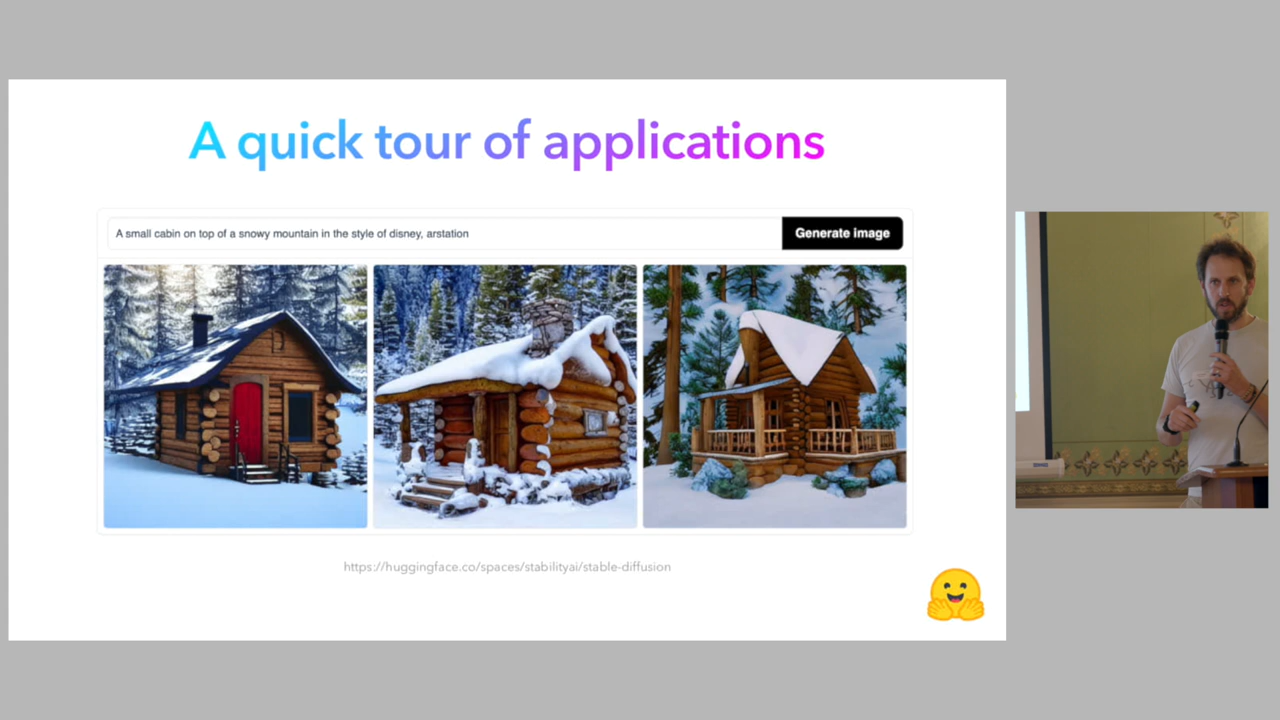 A quick tour of applications
A small cabin on top of a snowy mountain in the style of disney, arstation
Generate image
https://huggingface.co/spaces/stabilityai/stable-diffusion